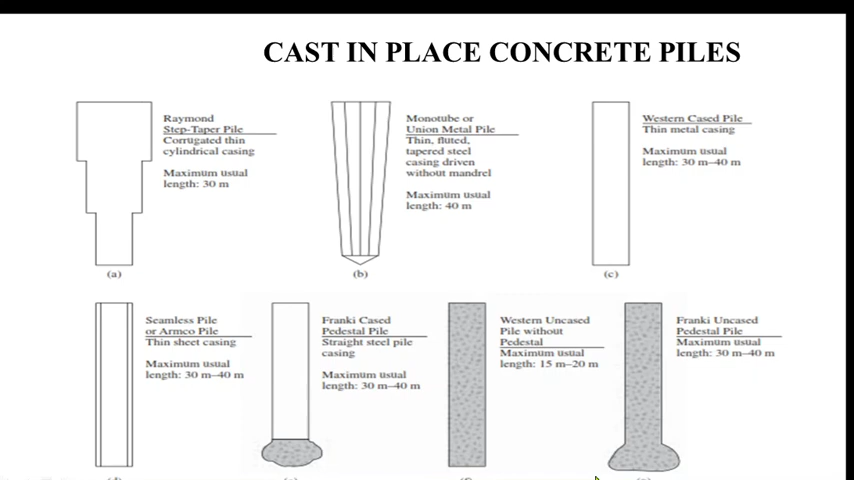 CAST IN PLACE CONCRETE PILES
Raymond
Step-Taper Pile
Corrugated thin
cylindrical casing
Maximum usual
length: 30 m
(a)
Monotube or
Union Metal Pile
Thin, fluted,
tapered steel
casing driven
without mandrel
Maximum usual
length: 40 m
(b)
Western Cased Pile
Thin metal casing
Maximum usual
length: 30 m–40 m
(c)
Seamless Pile
or Armco Pile
Thin sheet casing
Maximum usual
length: 30 m–40 m
Franki Cased
Pedestal Pile
Straight steel pile
casing
Maximum usual
length: 30 m–40 m
Western Uncased
Pile without
Pedestal
Maximum usual
length: 15 m–20 m
Franki Uncased
Pedestal Pile
Maximum usual
length: 30 m–40 m